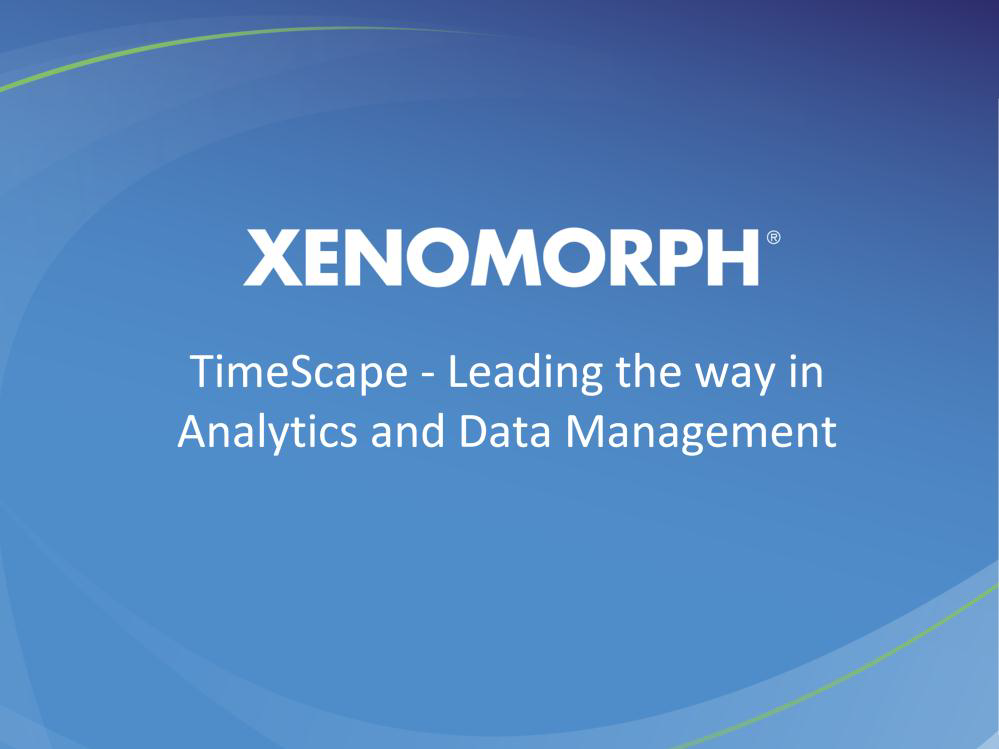 XENOMORPH®
TimeScape - Leading the way in
Analytics and Data Management